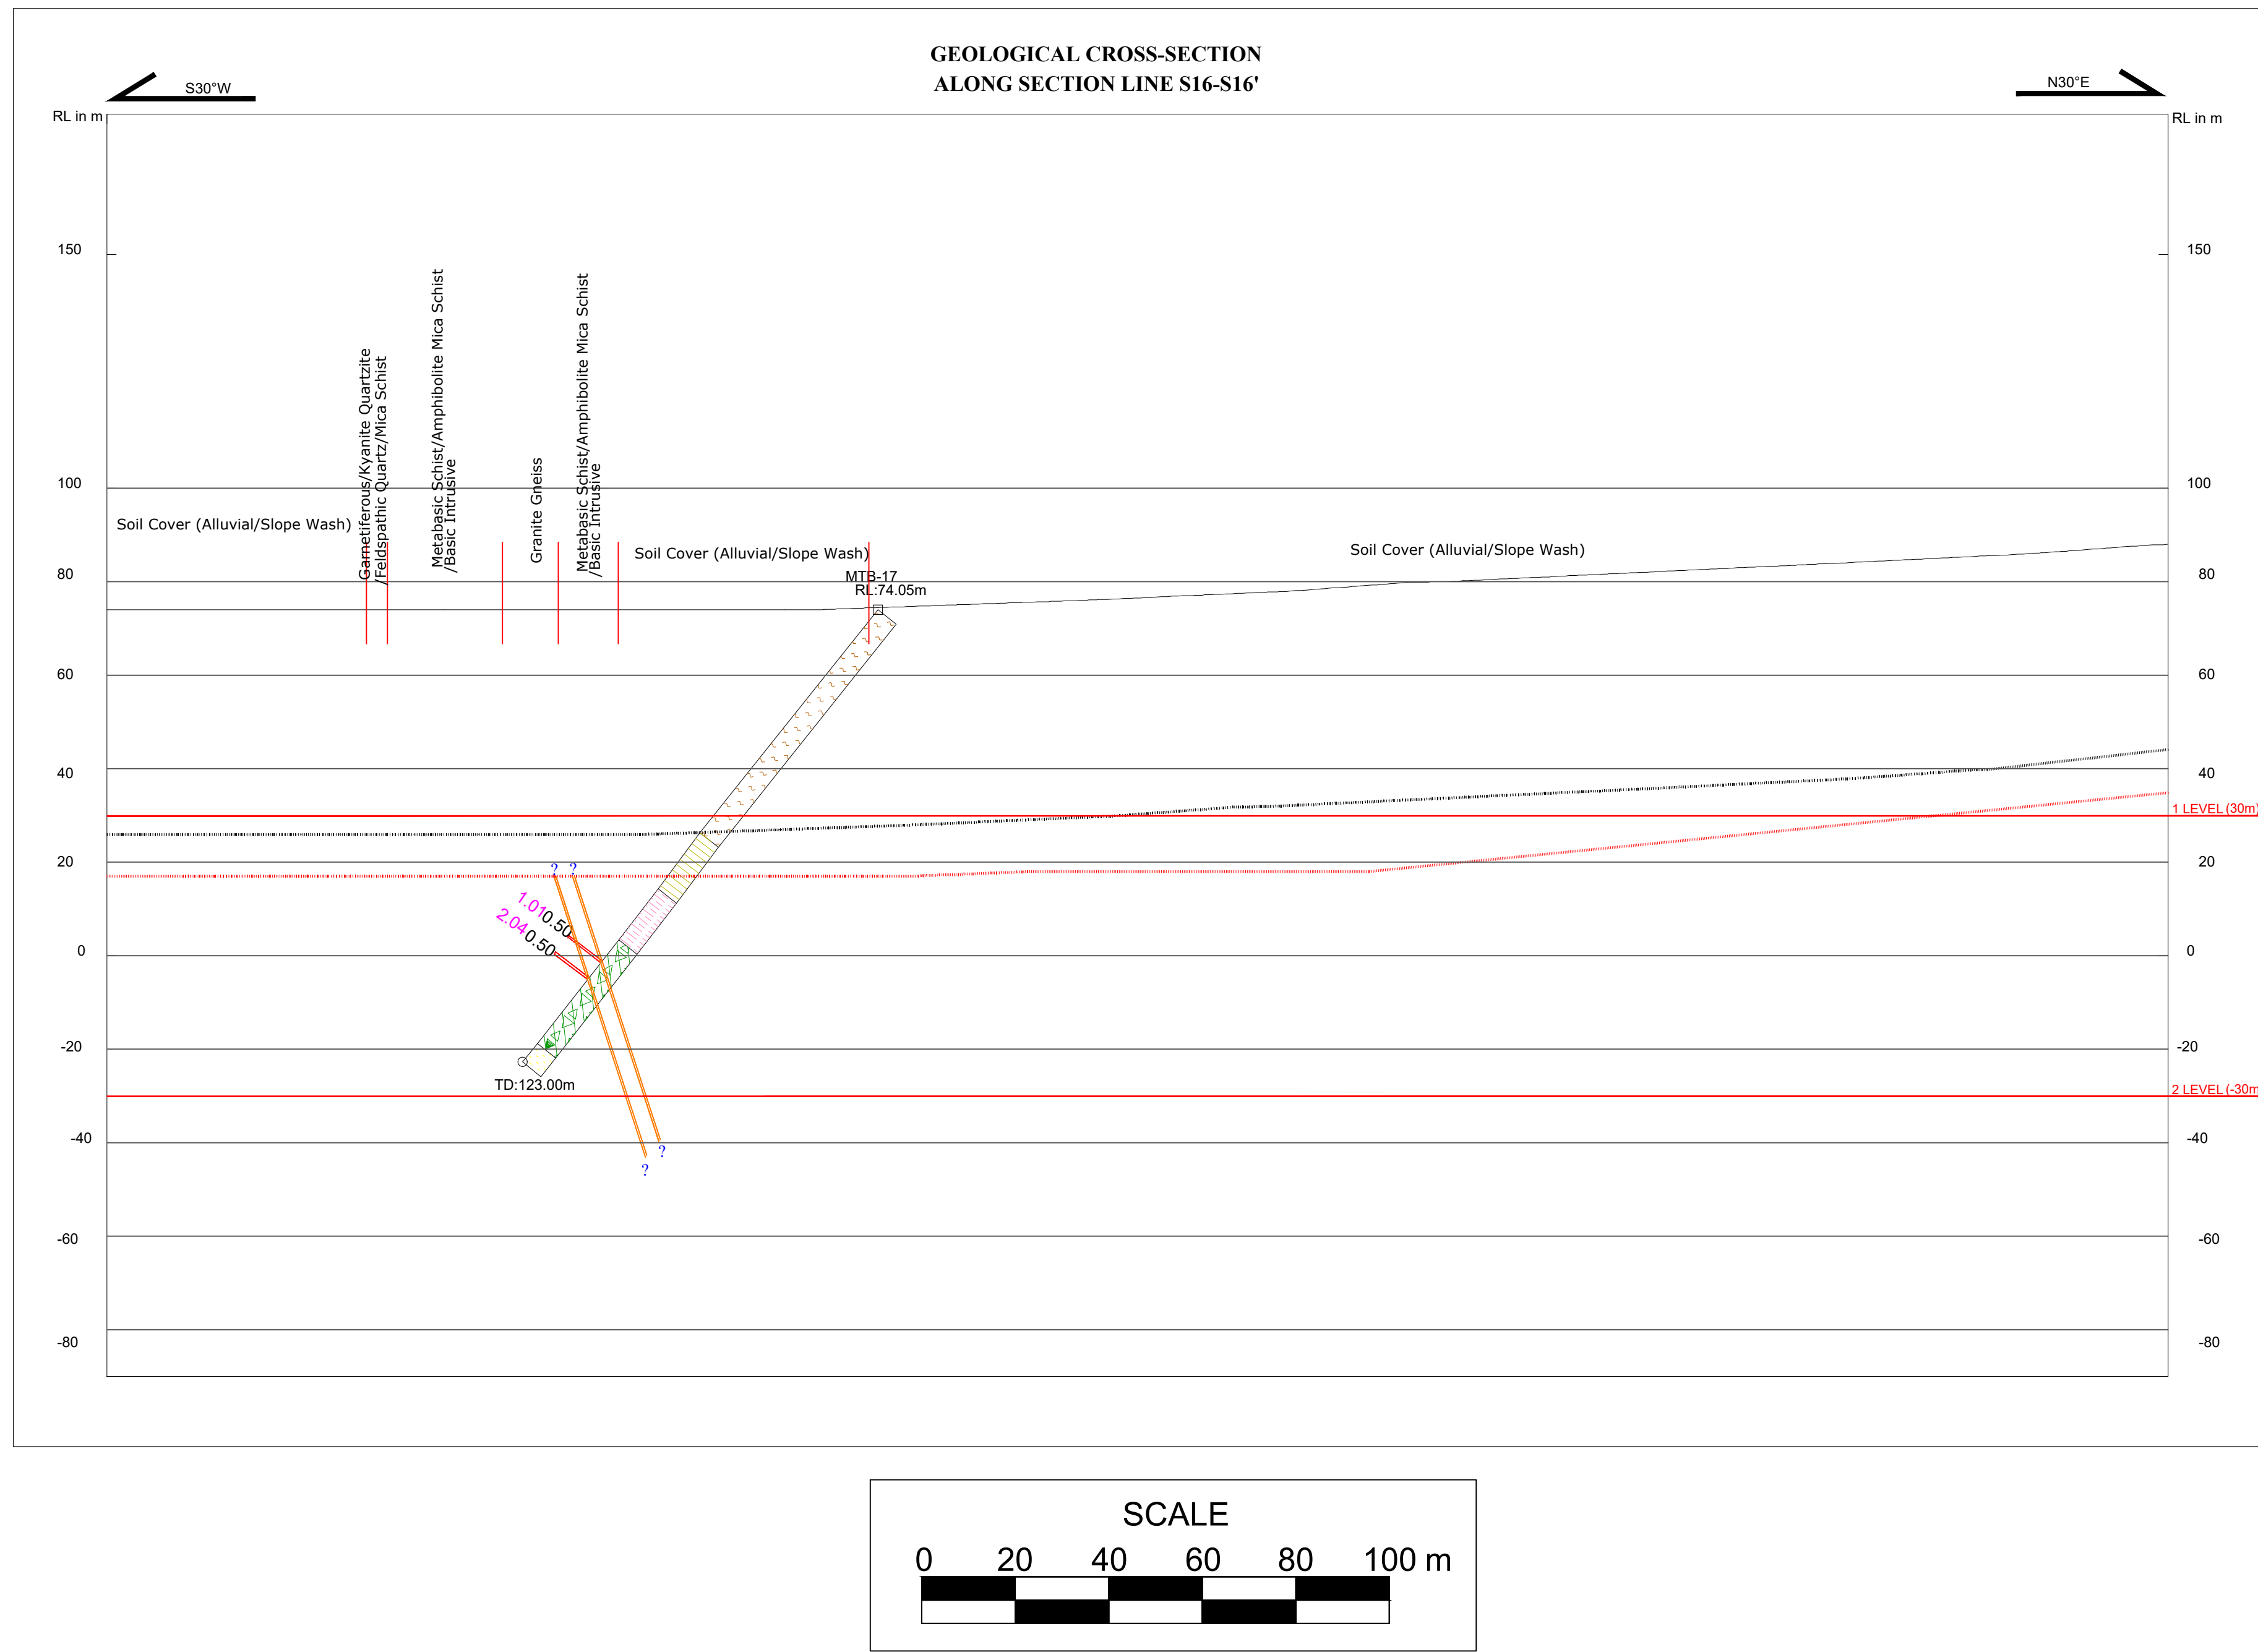 GEOLOGICAL CROSS-SECTION
ALONG SECTION LINE S16-S16'
S30°W
N30°E
RL in m
RL in m
150
150
Garnetiferous/Kyanite Quartzite
/Feldspathic Quartz/Mica Schist
Metabasic Schist/Amphibolite Mica Schist
/Basic Intrusive
Granite Gneiss
Metabasic Schist/Amphibolite Mica Schist
/Basic Intrusive
100
100
Soil Cover (Alluvial/Slope Wash)
Soil Cover (Alluvial/Slope Wash)
Soil Cover (Alluvial/Slope Wash)
80
MTB-17
80
RL:74.05m
60
60
40
40
1 LEVEL (30m)
20
? ?
20
1.01 0.50
2.04 0.50
0
0
-20
-20
TD:123.00m
2 LEVEL (-30m
-40
-40
?
?
-60
-60
-80
-80
SCALE
0 20 40 60 80 100 m